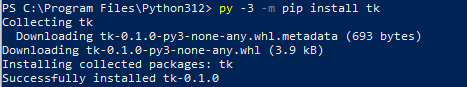 PS C:\Program Files\Python312> py -3 -m pip install tk
Collecting tk
  Downloading tk-0.1.0-py3-none-any.whl.metadata (693 bytes)
Downloading tk-0.1.0-py3-none-any.whl (3.9 kB)
Installing collected packages: tk
Successfully installed tk-0.1.0